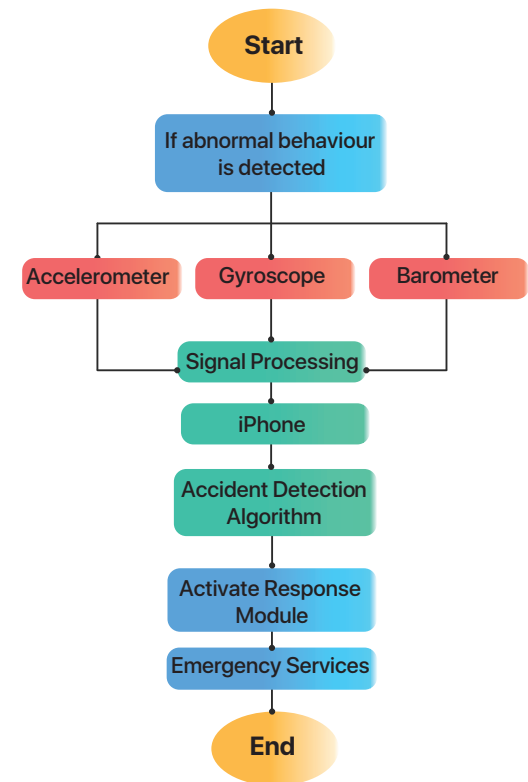 Start
If abnormal behaviour
is detected
Accelerometer
Gyroscope
Barometer
Signal Processing
iPhone
Accident Detection
Algorithm
Activate Response
Module
Emergency Services
End